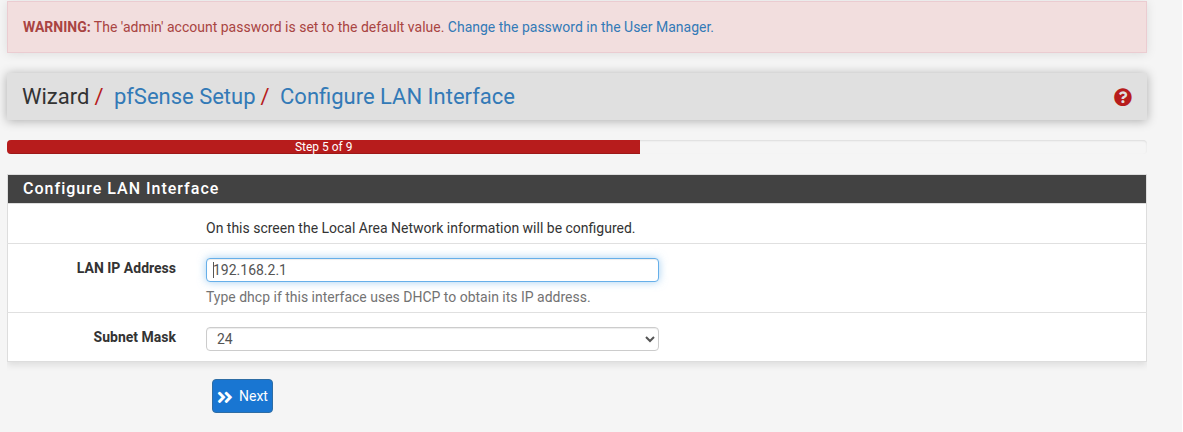 WARNING: The 'admin' account password is set to the default value. Change the password in the User Manager.
Wizard / pfSense Setup / Configure LAN Interface
Step 5 of 9
Configure LAN Interface
On this screen the Local Area Network information will be configured.
LAN IP Address
192.168.2.1
Type dhcp if this interface uses DHCP to obtain its IP address.
Subnet Mask
24
Next